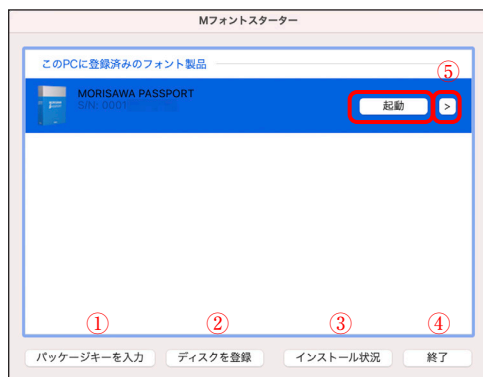 Mフォントスターター
このPCに登録済みのフォント製品
⑤
MORISAWA PASSPORT
S/N: 0001
起動 >
① ② ③ ④
パッケージキーを入力 ディスクを登録 インストール状況 終了